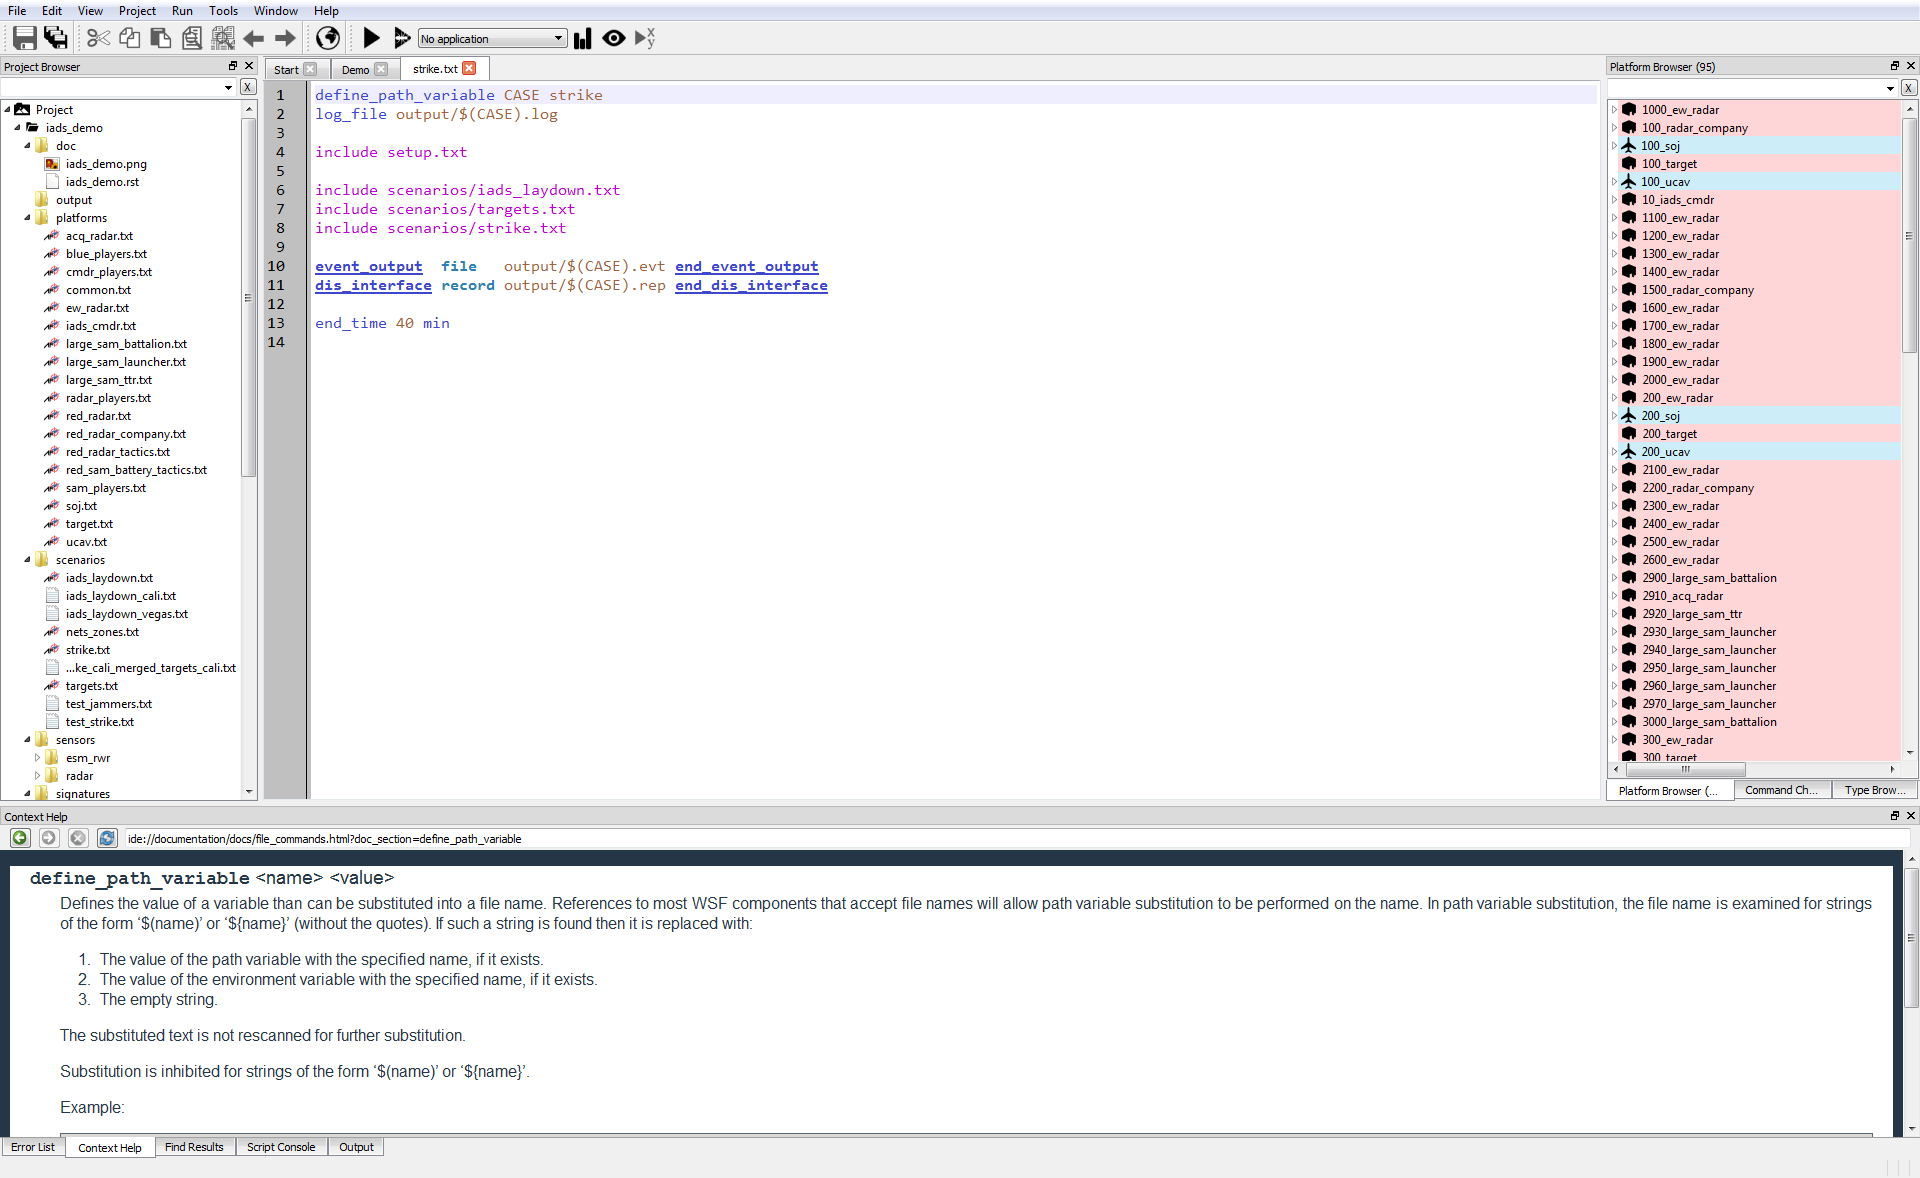 File Edit View Project Run Tools Window Help
No application
Project Browser
X
Project
iads_demo
doc
iads_demo.png
iads_demo.rst
output
platforms
acq_radar.txt
blue_players.txt
cmdr_players.txt
common.txt
ew_radar.txt
iads_cmdr.txt
large_sam_battalion.txt
large_sam_launcher.txt
large_sam_ttr.txt
radar_players.txt
red_radar.txt
red_radar_company.txt
red_radar_tactics.txt
red_sam_battery_tactics.txt
sam_players.txt
soj.txt
target.txt
ucav.txt
scenarios
iads_laydown.txt
iads_laydown_cali.txt
iads_laydown_vegas.txt
nets_zones.txt
strike.txt
...ke_cali_merged_targets_cali.txt
targets.txt
test_jammers.txt
test_strike.txt
sensors
esm_rwr
radar
signatures
Start Demo strike.txt
1 define_path_variable CASE strike
2 log_file output/$(CASE).log
3
4 include setup.txt
5
6 include scenarios/iads_laydown.txt
7 include scenarios/targets.txt
8 include scenarios/strike.txt
9
10 event_output file output/$(CASE).evt end_event_output
11 dis_interface record output/$(CASE).rep end_dis_interface
12
13 end_time 40 min
14
Platform Browser (95)
X
1000_ew_radar
100_radar_company
100_soj
100_target
100_ucav
10_iads_cmdr
1100_ew_radar
1200_ew_radar
1300_ew_radar
1400_ew_radar
1500_radar_company
1600_ew_radar
1700_ew_radar
1800_ew_radar
1900_ew_radar
2000_ew_radar
200_ew_radar
200_soj
200_target
200_ucav
2100_ew_radar
2200_radar_company
2300_ew_radar
2400_ew_radar
2500_ew_radar
2600_ew_radar
2900_large_sam_battalion
2910_acq_radar
2920_large_sam_ttr
2930_large_sam_launcher
2940_large_sam_launcher
2950_large_sam_launcher
2960_large_sam_launcher
2970_large_sam_launcher
3000_large_sam_battalion
300_ew_radar
300_target
Platform Browser (... Command Ch... Type Brow...
Context Help
ide://documentation/docs/file_commands.html?doc_section=define_path_variable
define_path_variable <name> <value>
Defines the value of a variable than can be substituted into a file name. References to most WSF components that accept file names will allow path variable substitution to be performed on the name. In path variable substitution, the file name is examined for strings
of the form ‘$(name)’ or ‘${name}’ (without the quotes). If such a string is found then it is replaced with:
1. The value of the path variable with the specified name, if it exists.
2. The value of the environment variable with the specified name, if it exists.
3. The empty string.
The substituted text is not rescanned for further substitution.
Substitution is inhibited for strings of the form ‘$(name)’ or ‘${name}’.
Example:
Error List Context Help Find Results Script Console Output